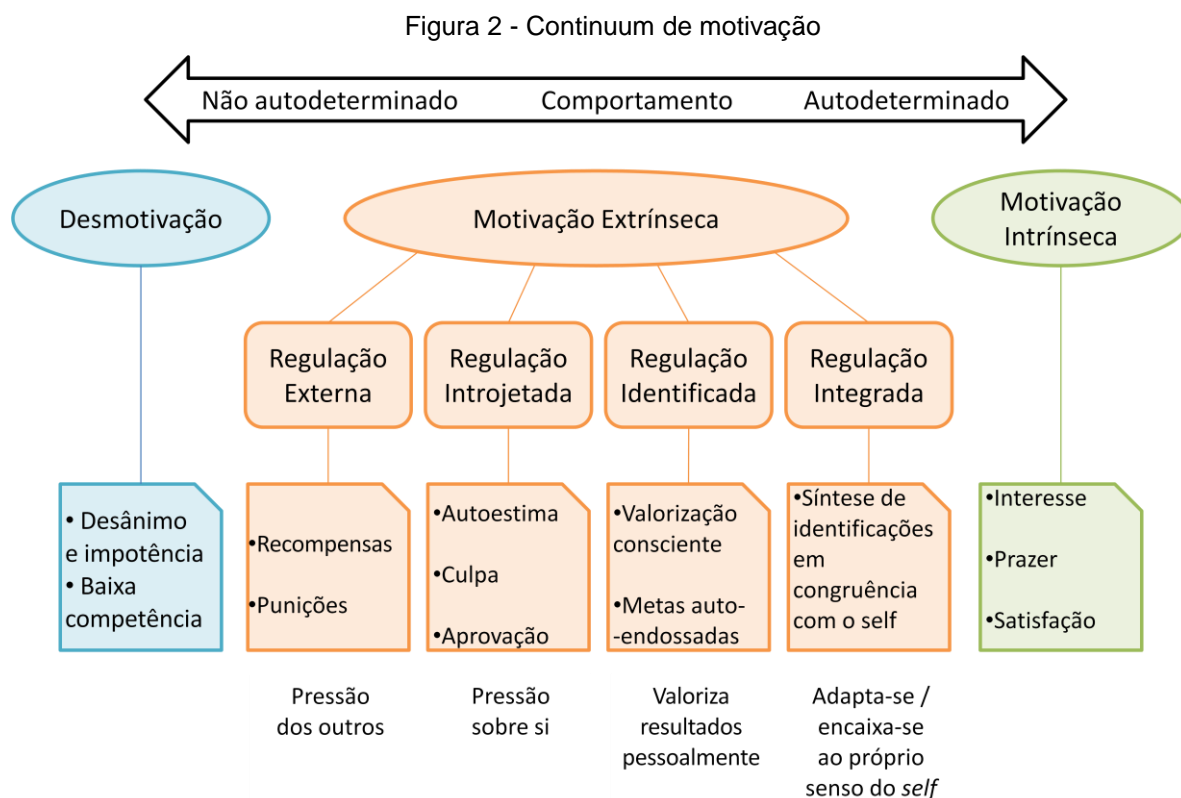 Figura 2 - Continuum de motivação
Não autodeterminado Comportamento Autodeterminado
Desmotivação
Motivação Extrínseca
Motivação
Intrínseca
Regulação
Externa
Regulação
Introjetada
Regulação
Identificada
Regulação
Integrada
• Desânimo
e impotência
• Baixa
competência
•Recompensas
•Punições
•Autoestima
•Culpa
•Aprovação
•Valorização
consciente
•Metas auto-
-endossadas
•Síntese de
identificações
em
congruência
com o self
•Interesse
•Prazer
•Satisfação
Pressão
dos outros
Pressão
sobre si
Valoriza
resultados
pessoalmente
Adapta-se /
encaixa-se
ao próprio
senso do self